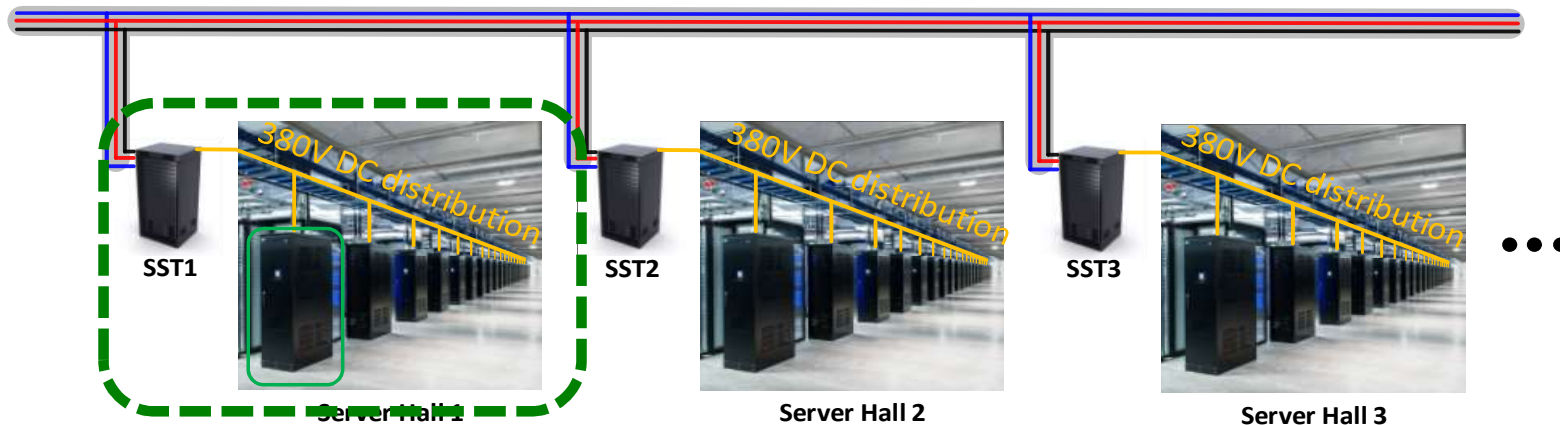 380V DC distribution
380V DC distribution
380V DC distribution
SST1
SST2
SST3
Server Hall 1
Server Hall 2
Server Hall 3